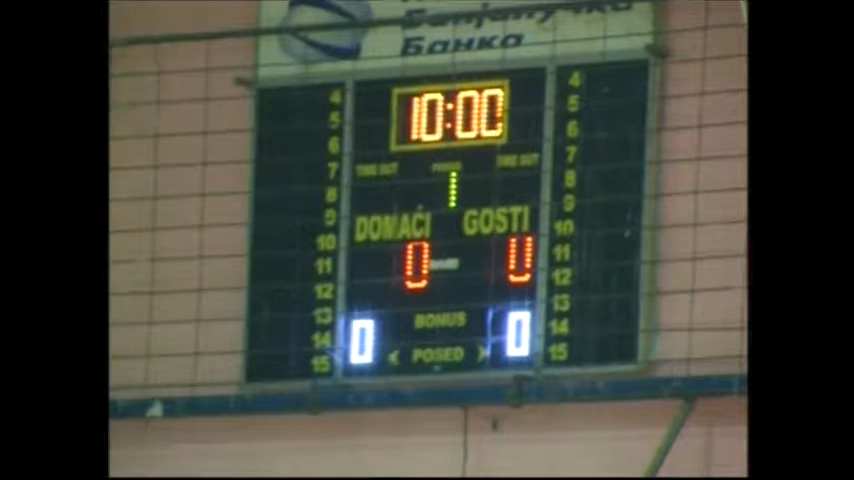 Бањалучка
Банка
10:00
TIME OUT TIME OUT
1
DOMAĆI GOSTI
0 0
BONUS
0 0
< POSED >
4 4
5 5
6 6
7 7
8 8
9 9
10 10
11 11
12 12
13 13
14 14
15 15